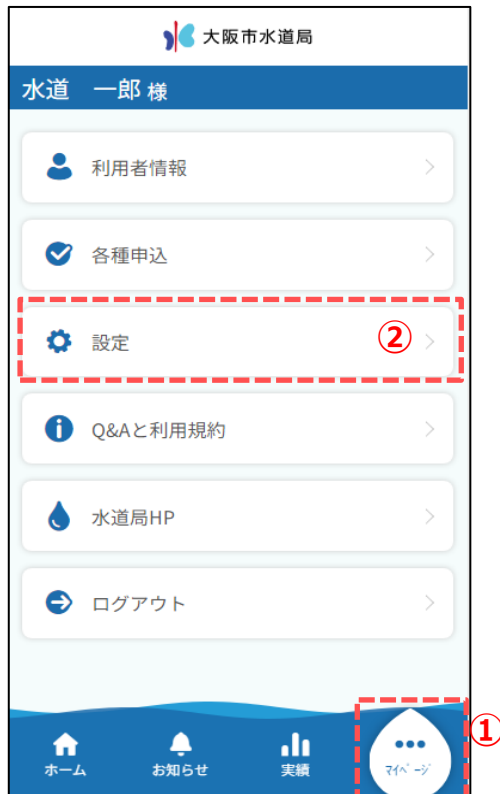 大阪市水道局
水道　一郎 様
利用者情報
各種申込
設定
②
Q&Aと利用規約
水道局HP
ログアウト
①
ホーム
お知らせ
実績
ﾏｲﾍﾟｰｼﾞ